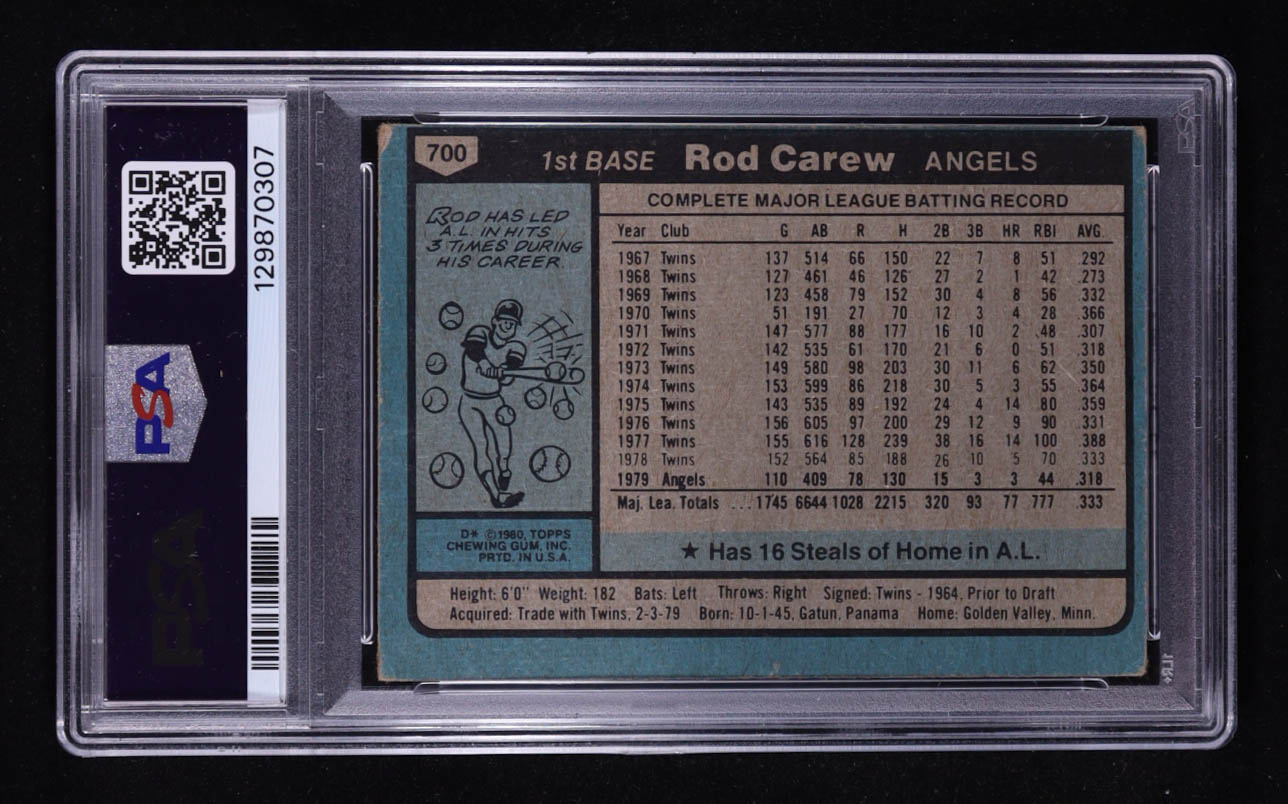 PSA
129870307
PSA
700 1st BASE Rod Carew ANGELS
ROD HAS LED
A.L. IN HITS
3 TIMES DURING
HIS CAREER.
D* ©1980, TOPPS
CHEWING GUM, INC.
PRTD. IN U.S.A.
COMPLETE MAJOR LEAGUE BATTING RECORD
Year Club G AB R H 2B 3B HR RBI AVG.
1967 Twins 137 514 66 150 22 7 8 51 .292
1968 Twins 127 461 46 126 27 2 1 42 .273
1969 Twins 123 458 79 152 30 4 8 56 .332
1970 Twins 51 191 27 70 12 3 4 28 .366
1971 Twins 147 577 88 177 16 10 2 48 .307
1972 Twins 142 535 61 170 21 6 0 51 .318
1973 Twins 149 580 98 203 30 11 6 62 .350
1974 Twins 153 599 86 218 30 5 3 55 .364
1975 Twins 143 535 89 192 24 4 14 80 .359
1976 Twins 156 605 97 200 29 12 9 90 .331
1977 Twins 155 616 128 239 38 16 14 100 .388
1978 Twins 152 564 85 188 26 10 5 70 .333
1979 Angels 110 409 78 130 15 3 3 44 .318
Maj. Lea. Totals ... 1745 6644 1028 2215 320 93 77 777 .333
★ Has 16 Steals of Home in A.L.
Height: 6'0" Weight: 182 Bats: Left Throws: Right Signed: Twins - 1964, Prior to Draft
Acquired: Trade with Twins, 2-3-79 Born: 10-1-45, Gatun, Panama Home: Golden Valley, Minn.
PSA